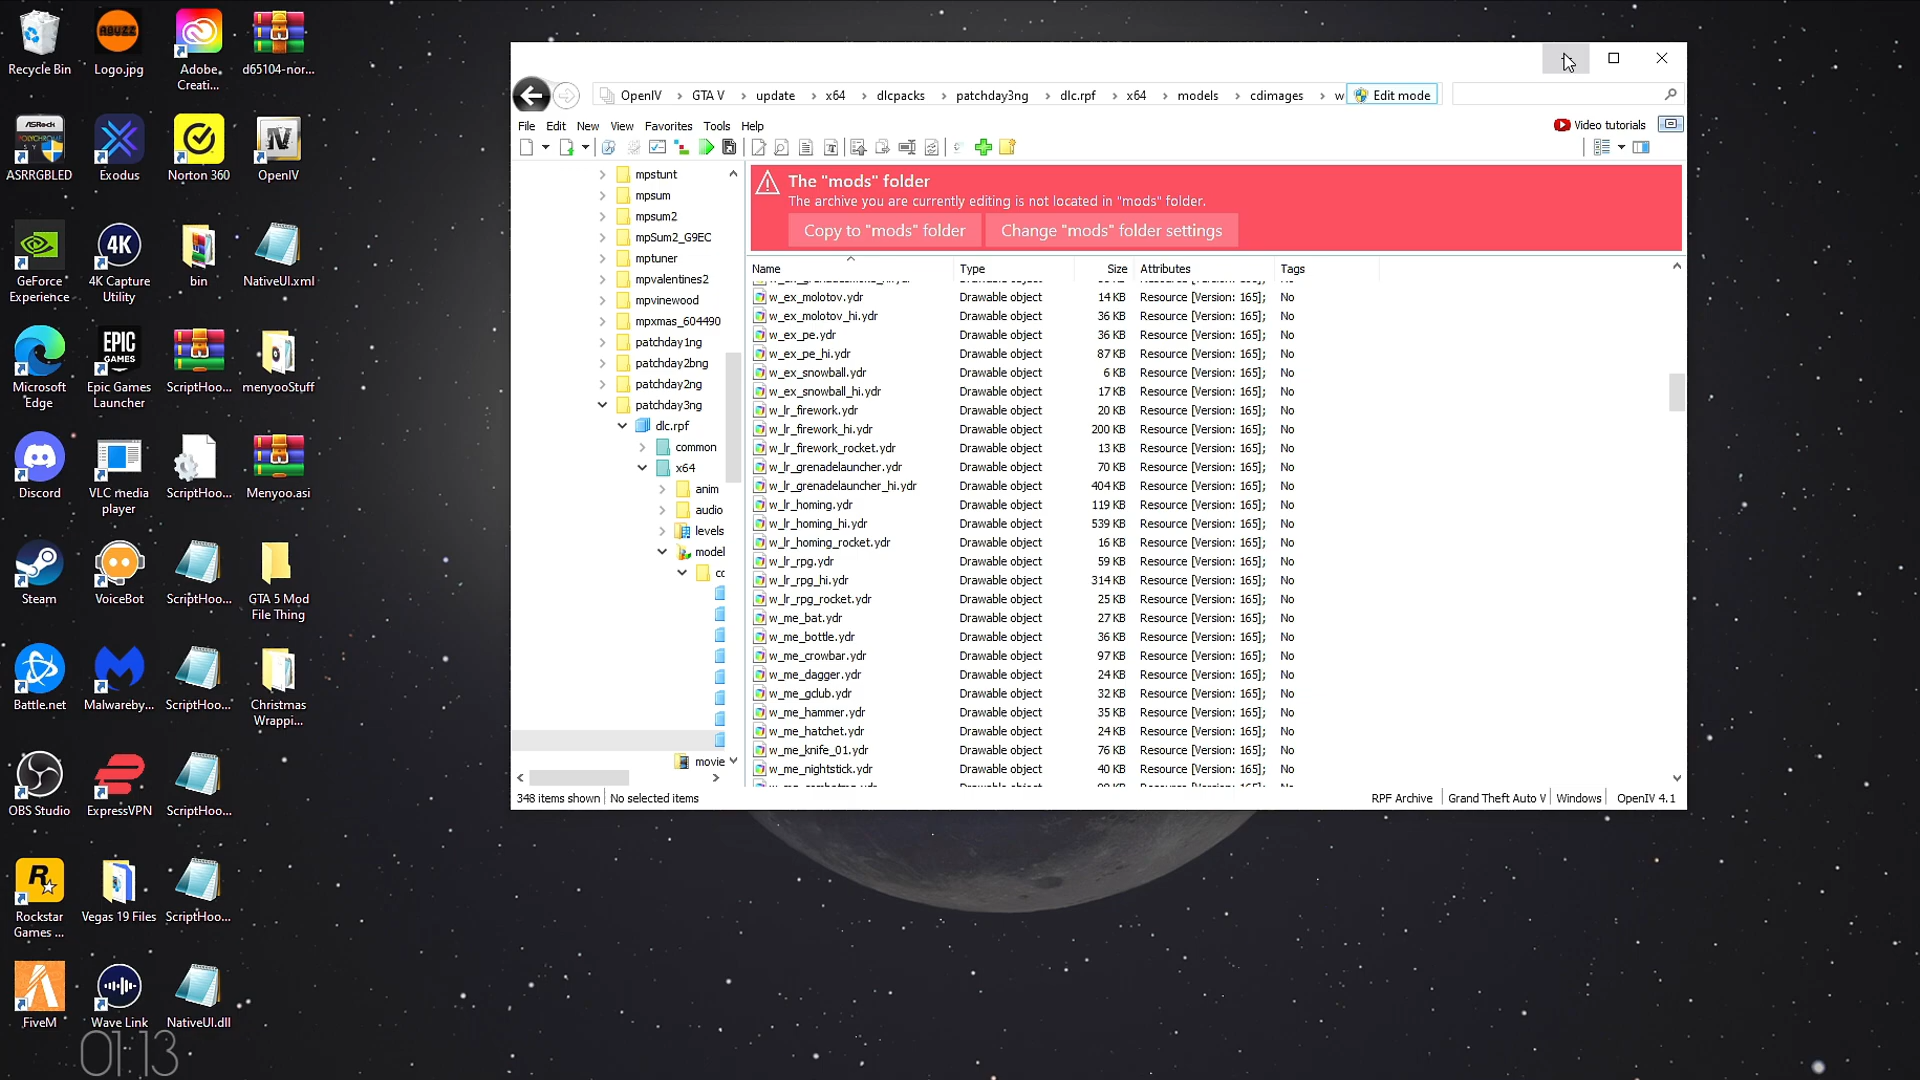 Recycle Bin
Logo.jpg
Adobe
Creati...
d65104-nor...
ASRRGBLED
Exodus
Norton 360
OpenIV
GeForce
Experience
4K Capture
Utility
bin
NativeUI.xml
Microsoft
Edge
Epic Games
Launcher
ScriptHoo...
menyooStuff
Discord
VLC media
player
ScriptHoo...
Menyoo.asi
Steam
VoiceBot
ScriptHoo...
GTA 5 Mod
File Thing
Battle.net
Malwareby...
ScriptHoo...
Christmas
Wrappi...
OBS Studio
ExpressVPN
ScriptHoo...
Rockstar
Games ...
Vegas 19 Files
ScriptHoo...
FiveM
Wave Link
NativeUI.dll
01:13
ABUZZ
ASRock
POLYCHROME
4K
EPIC
GAMES
OpenIV GTA V update x64 dlcpacks patchday3ng dlc.rpf x64 models cdimages w Edit mode
File Edit New View Favorites Tools Help
Video tutorials
mpstunt
mpsum
mpsum2
mpSum2_G9EC
mptuner
mpvalentines2
mpvinewood
mpxmas_604490
patchday1ng
patchday2bng
patchday2ng
patchday3ng
dlc.rpf
common
x64
anim
audio
levels
model
movie
The "mods" folder
The archive you are currently editing is not located in "mods" folder.
Copy to "mods" folder Change "mods" folder settings
Name Type Size Attributes Tags
w_ex_molotov.ydr Drawable object 14 KB Resource [Version: 165]; No
w_ex_molotov_hi.ydr Drawable object 36 KB Resource [Version: 165]; No
w_ex_pe.ydr Drawable object 36 KB Resource [Version: 165]; No
w_ex_pe_hi.ydr Drawable object 87 KB Resource [Version: 165]; No
w_ex_snowball.ydr Drawable object 6 KB Resource [Version: 165]; No
w_ex_snowball_hi.ydr Drawable object 17 KB Resource [Version: 165]; No
w_lr_firework.ydr Drawable object 20 KB Resource [Version: 165]; No
w_lr_firework_hi.ydr Drawable object 200 KB Resource [Version: 165]; No
w_lr_firework_rocket.ydr Drawable object 13 KB Resource [Version: 165]; No
w_lr_grenadelauncher.ydr Drawable object 70 KB Resource [Version: 165]; No
w_lr_grenadelauncher_hi.ydr Drawable object 404 KB Resource [Version: 165]; No
w_lr_homing.ydr Drawable object 119 KB Resource [Version: 165]; No
w_lr_homing_hi.ydr Drawable object 539 KB Resource [Version: 165]; No
w_lr_homing_rocket.ydr Drawable object 16 KB Resource [Version: 165]; No
w_lr_rpg.ydr Drawable object 59 KB Resource [Version: 165]; No
w_lr_rpg_hi.ydr Drawable object 314 KB Resource [Version: 165]; No
w_lr_rpg_rocket.ydr Drawable object 25 KB Resource [Version: 165]; No
w_me_bat.ydr Drawable object 27 KB Resource [Version: 165]; No
w_me_bottle.ydr Drawable object 36 KB Resource [Version: 165]; No
w_me_crowbar.ydr Drawable object 97 KB Resource [Version: 165]; No
w_me_dagger.ydr Drawable object 24 KB Resource [Version: 165]; No
w_me_gclub.ydr Drawable object 32 KB Resource [Version: 165]; No
w_me_hammer.ydr Drawable object 35 KB Resource [Version: 165]; No
w_me_hatchet.ydr Drawable object 24 KB Resource [Version: 165]; No
w_me_knife_01.ydr Drawable object 76 KB Resource [Version: 165]; No
w_me_nightstick.ydr Drawable object 40 KB Resource [Version: 165]; No
348 items shown No selected items
RPF Archive Grand Theft Auto V Windows OpenIV 4.1